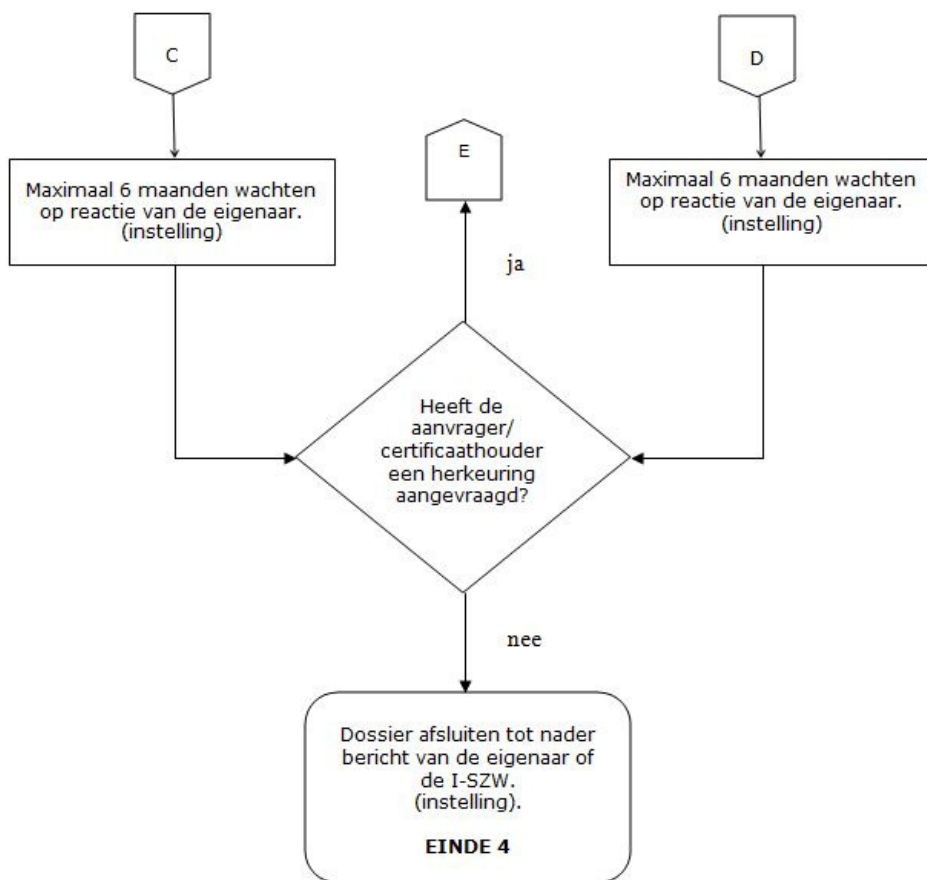 C
D
E
Maximaal 6 maanden wachten
op reactie van de eigenaar.
(instelling)
Maximaal 6 maanden wachten
op reactie van de eigenaar.
(instelling)
ja
Heeft de
aanvrager/
certificaathouder
een herkeuring
aangevraagd?
nee
Dossier afsluiten tot nader
bericht van de eigenaar of
de I-SZW.
(instelling).
EINDE 4